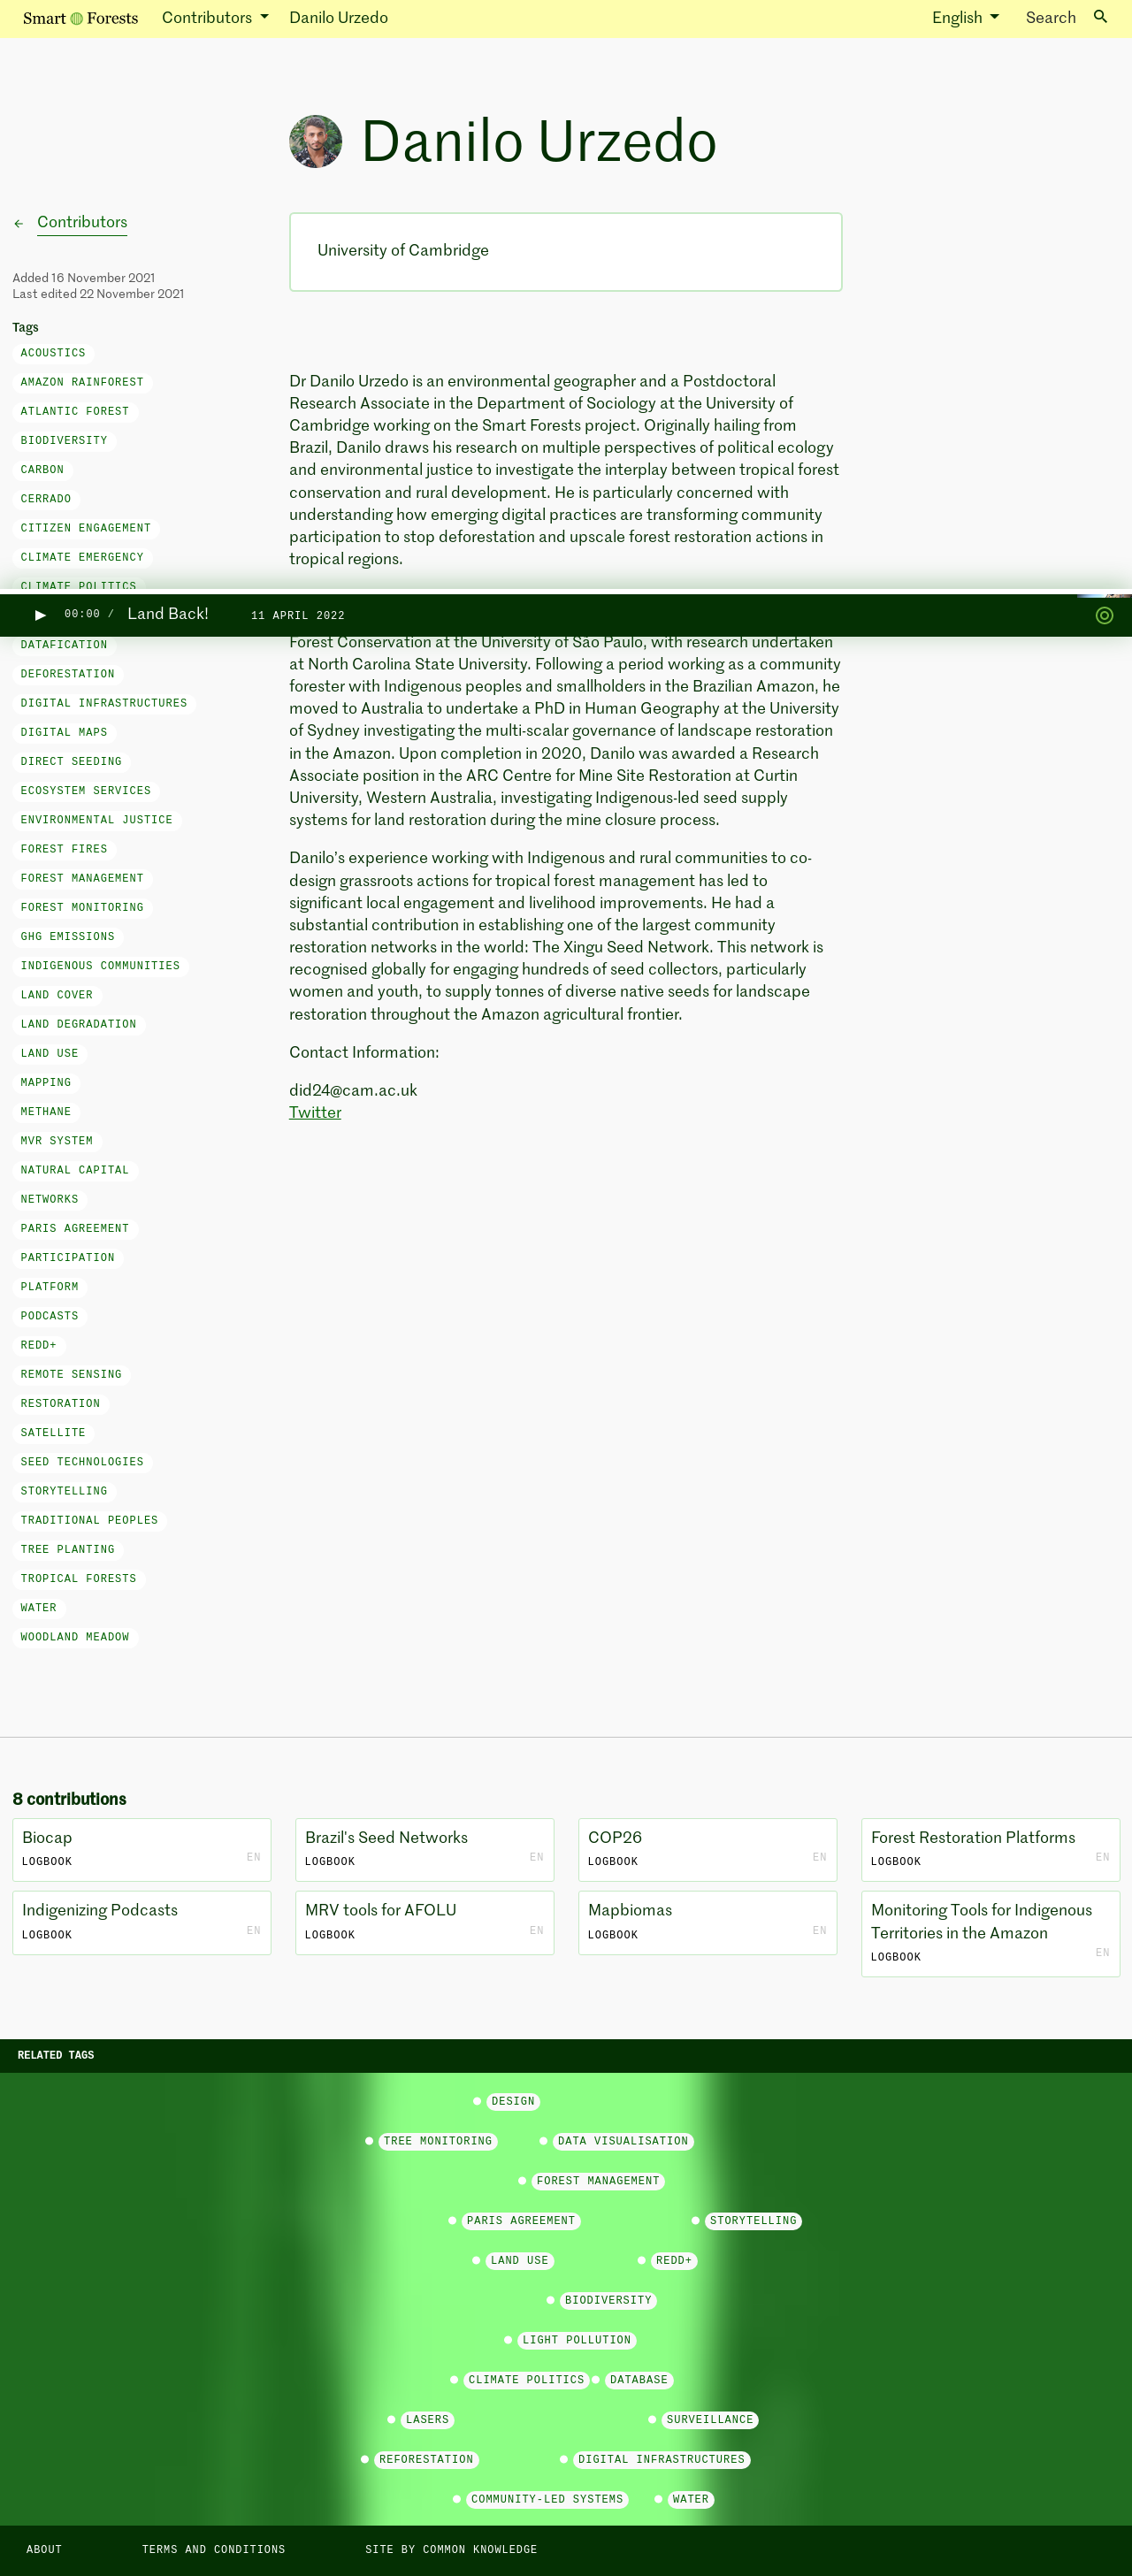 Smart Forests Contributors Danilo Urzedo English Search
Danilo Urzedo
Contributors
University of Cambridge
Added 16 November 2021
Last edited 22 November 2021
Tags
ACOUSTICS
AMAZON RAINFOREST
ATLANTIC FOREST
BIODIVERSITY
CARBON
CERRADO
CITIZEN ENGAGEMENT
CLIMATE EMERGENCY
CLIMATE POLITICS
Dr Danilo Urzedo is an environmental geographer and a Postdoctoral
Research Associate in the Department of Sociology at the University of
Cambridge working on the Smart Forests project. Originally hailing from
Brazil, Danilo draws his research on multiple perspectives of political ecology
and environmental justice to investigate the interplay between tropical forest
conservation and rural development. He is particularly concerned with
understanding how emerging digital practices are transforming community
participation to stop deforestation and upscale forest restoration actions in
tropical regions.
00:00 / Land Back! 11 APRIL 2022
DATAFICATION
DEFORESTATION
DIGITAL INFRASTRUCTURES
DIGITAL MAPS
DIRECT SEEDING
ECOSYSTEM SERVICES
ENVIRONMENTAL JUSTICE
FOREST FIRES
FOREST MANAGEMENT
FOREST MONITORING
GHG EMISSIONS
INDIGENOUS COMMUNITIES
LAND COVER
LAND DEGRADATION
LAND USE
MAPPING
METHANE
MVR SYSTEM
NATURAL CAPITAL
NETWORKS
PARIS AGREEMENT
PARTICIPATION
PLATFORM
PODCASTS
REDD+
REMOTE SENSING
RESTORATION
SATELLITE
SEED TECHNOLOGIES
STORYTELLING
TRADITIONAL PEOPLES
TREE PLANTING
TROPICAL FORESTS
WATER
WOODLAND MEADOW
Forest Conservation at the University of São Paulo, with research undertaken
at North Carolina State University. Following a period working as a community
forester with Indigenous peoples and smallholders in the Brazilian Amazon, he
moved to Australia to undertake a PhD in Human Geography at the University
of Sydney investigating the multi-scalar governance of landscape restoration
in the Amazon. Upon completion in 2020, Danilo was awarded a Research
Associate position in the ARC Centre for Mine Site Restoration at Curtin
University, Western Australia, investigating Indigenous-led seed supply
systems for land restoration during the mine closure process.
Danilo’s experience working with Indigenous and rural communities to co-
design grassroots actions for tropical forest management has led to
significant local engagement and livelihood improvements. He had a
substantial contribution in establishing one of the largest community
restoration networks in the world: The Xingu Seed Network. This network is
recognised globally for engaging hundreds of seed collectors, particularly
women and youth, to supply tonnes of diverse native seeds for landscape
restoration throughout the Amazon agricultural frontier.
Contact Information:
did24@cam.ac.uk
Twitter
8 contributions
Biocap
LOGBOOK EN
Brazil's Seed Networks
LOGBOOK EN
COP26
LOGBOOK EN
Forest Restoration Platforms
LOGBOOK EN
Indigenizing Podcasts
LOGBOOK EN
MRV tools for AFOLU
LOGBOOK EN
Mapbiomas
LOGBOOK EN
Monitoring Tools for Indigenous
Territories in the Amazon
LOGBOOK EN
RELATED TAGS
DESIGN
TREE MONITORING DATA VISUALISATION
FOREST MANAGEMENT
PARIS AGREEMENT STORYTELLING
LAND USE REDD+
BIODIVERSITY
LIGHT POLLUTION
CLIMATE POLITICS DATABASE
LASERS SURVEILLANCE
REFORESTATION DIGITAL INFRASTRUCTURES
COMMUNITY-LED SYSTEMS WATER
ABOUT TERMS AND CONDITIONS SITE BY COMMON KNOWLEDGE